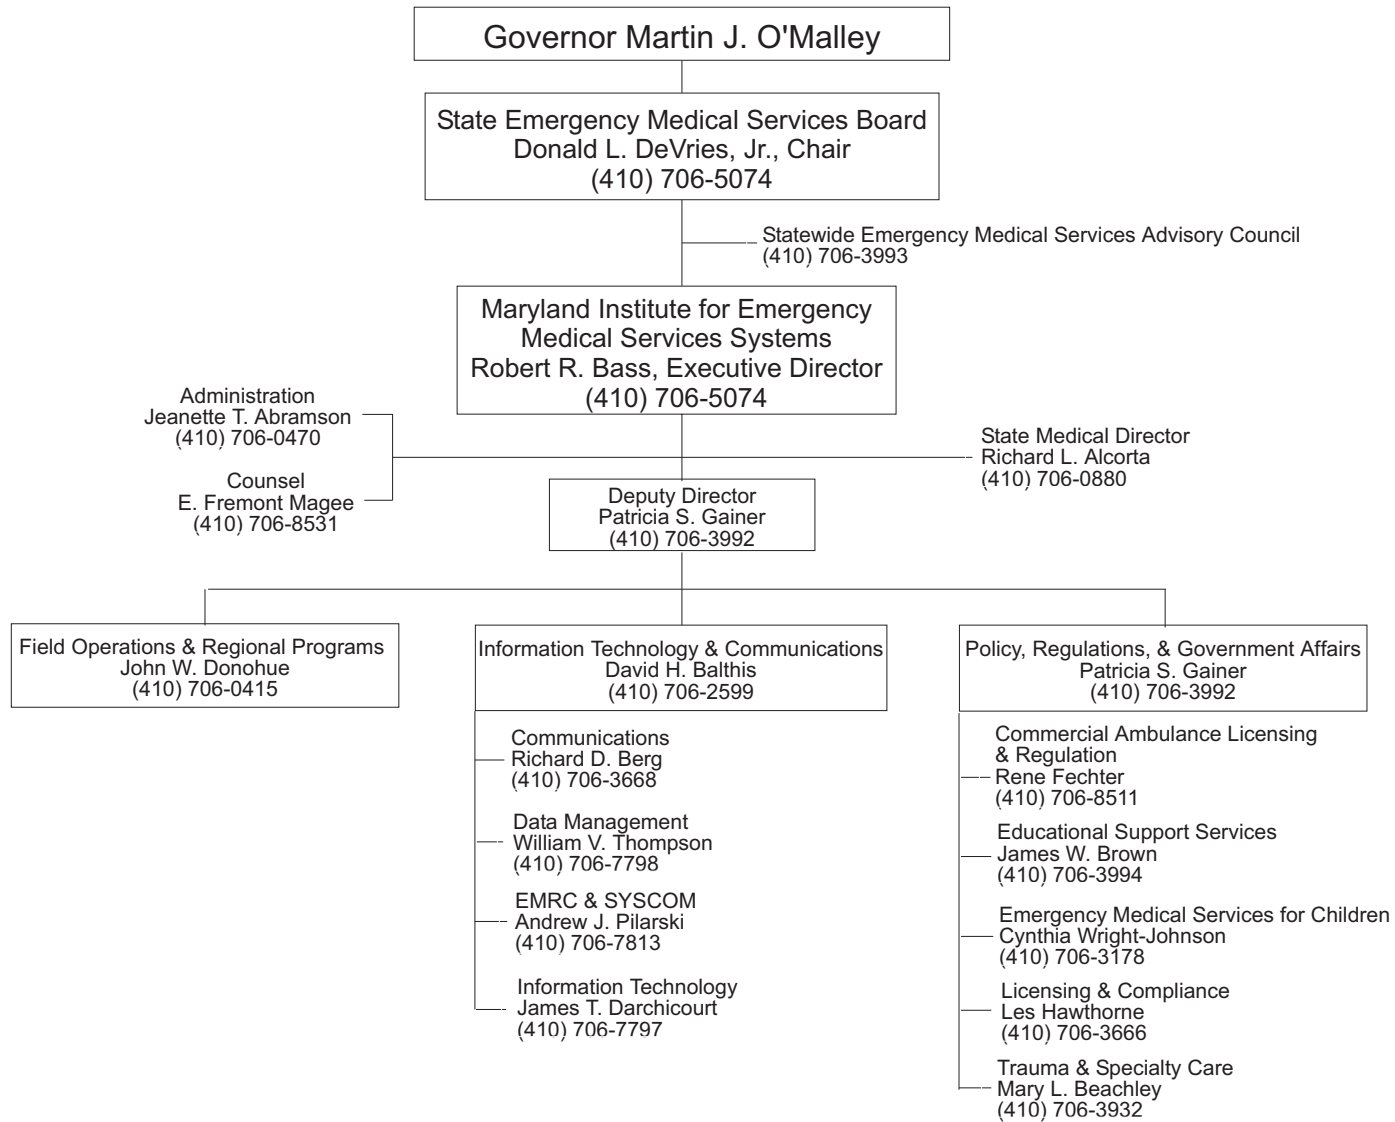 Governor Martin J. O'Malley
State Emergency Medical Services Board
Donald L. DeVries, Jr., Chair
(410) 706-5074
Statewide Emergency Medical Services Advisory Council
(410) 706-3993
Maryland Institute for Emergency
Medical Services Systems
Robert R. Bass, Executive Director
(410) 706-5074
Administration
Jeanette T. Abramson
(410) 706-0470
Counsel
E. Fremont Magee
(410) 706-8531
State Medical Director
Richard L. Alcorta
(410) 706-0880
Deputy Director
Patricia S. Gainer
(410) 706-3992
Field Operations & Regional Programs
John W. Donohue
(410) 706-0415
Information Technology & Communications
David H. Balthis
(410) 706-2599
Communications
Richard D. Berg
(410) 706-3668
Data Management
William V. Thompson
(410) 706-7798
EMRC & SYSCOM
Andrew J. Pilarski
(410) 706-7813
Information Technology
James T. Darchicourt
(410) 706-7797
Policy, Regulations, & Government Affairs
Patricia S. Gainer
(410) 706-3992
Commercial Ambulance Licensing
& Regulation
Rene Fechter
(410) 706-8511
Educational Support Services
James W. Brown
(410) 706-3994
Emergency Medical Services for Children
Cynthia Wright-Johnson
(410) 706-3178
Licensing & Compliance
Les Hawthorne
(410) 706-3666
Trauma & Specialty Care
Mary L. Beachley
(410) 706-3932